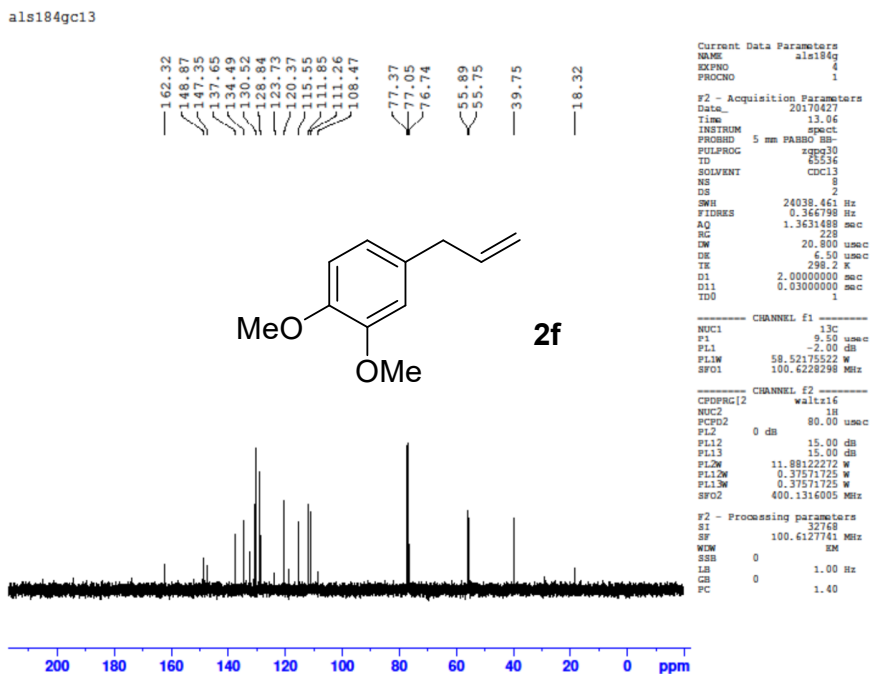 als184gc13
162.32
148.87
147.35
137.65
134.49
130.52
128.84
123.73
120.37
115.55
111.85
111.26
108.47
77.37
77.05
76.74
55.89
55.75
39.75
18.32
Current Data Parameters
NAME als184g
EXPNO 4
PROCNO 1
F2 - Acquisition Parameters
Date_ 20170427
Time 13.06
INSTRUM spect
PROBHD 5 mm PABBO BB-
PULPROG zgpg30
TD 65536
SOLVENT CDCl3
NS 8
DS 2
SWH 24038.461 Hz
FIDRES 0.366798 Hz
AQ 1.3631488 sec
RG 228
DW 20.800 usec
DE 6.50 usec
TE 298.2 K
D1 2.00000000 sec
D11 0.03000000 sec
TD0 1
======== CHANNEL f1 ========
NUC1 13C
P1 9.50 usec
PL1 -2.00 dB
PL1W 58.52175522 W
SFO1 100.6228298 MHz
======== CHANNEL f2 ========
CPDPRG[2 waltz16
NUC2 1H
PCPD2 80.00 usec
PL2 0 dB
PL12 15.00 dB
PL13 15.00 dB
PL2W 11.88122272 W
PL12W 0.37571725 W
PL13W 0.37571725 W
SFO2 400.1316005 MHz
F2 - Processing parameters
SI 32768
SF 100.6127741 MHz
WDW EM
SSB 0
LB 1.00 Hz
GB 0
PC 1.40
MeO
OMe
2f
200 180 160 140 120 100 80 60 40 20 0 ppm